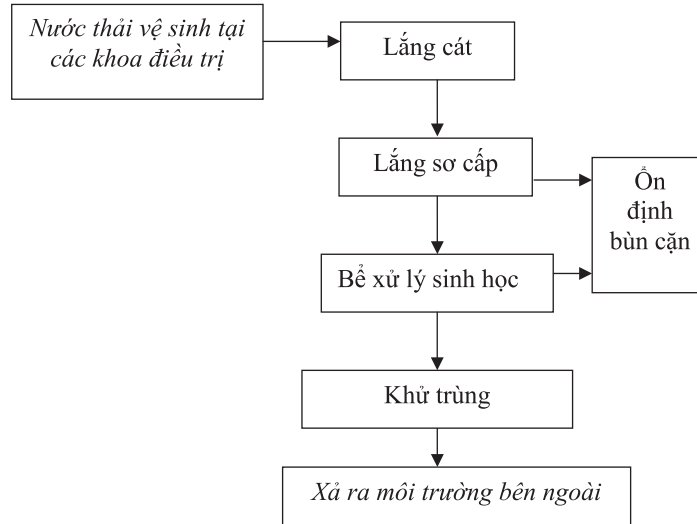 Nước thải vệ sinh tại
các khoa điều trị
Lắng cát
Lắng sơ cấp
Ổn
định
bùn cặn
Bể xử lý sinh học
Khử trùng
Xả ra môi trường bên ngoài